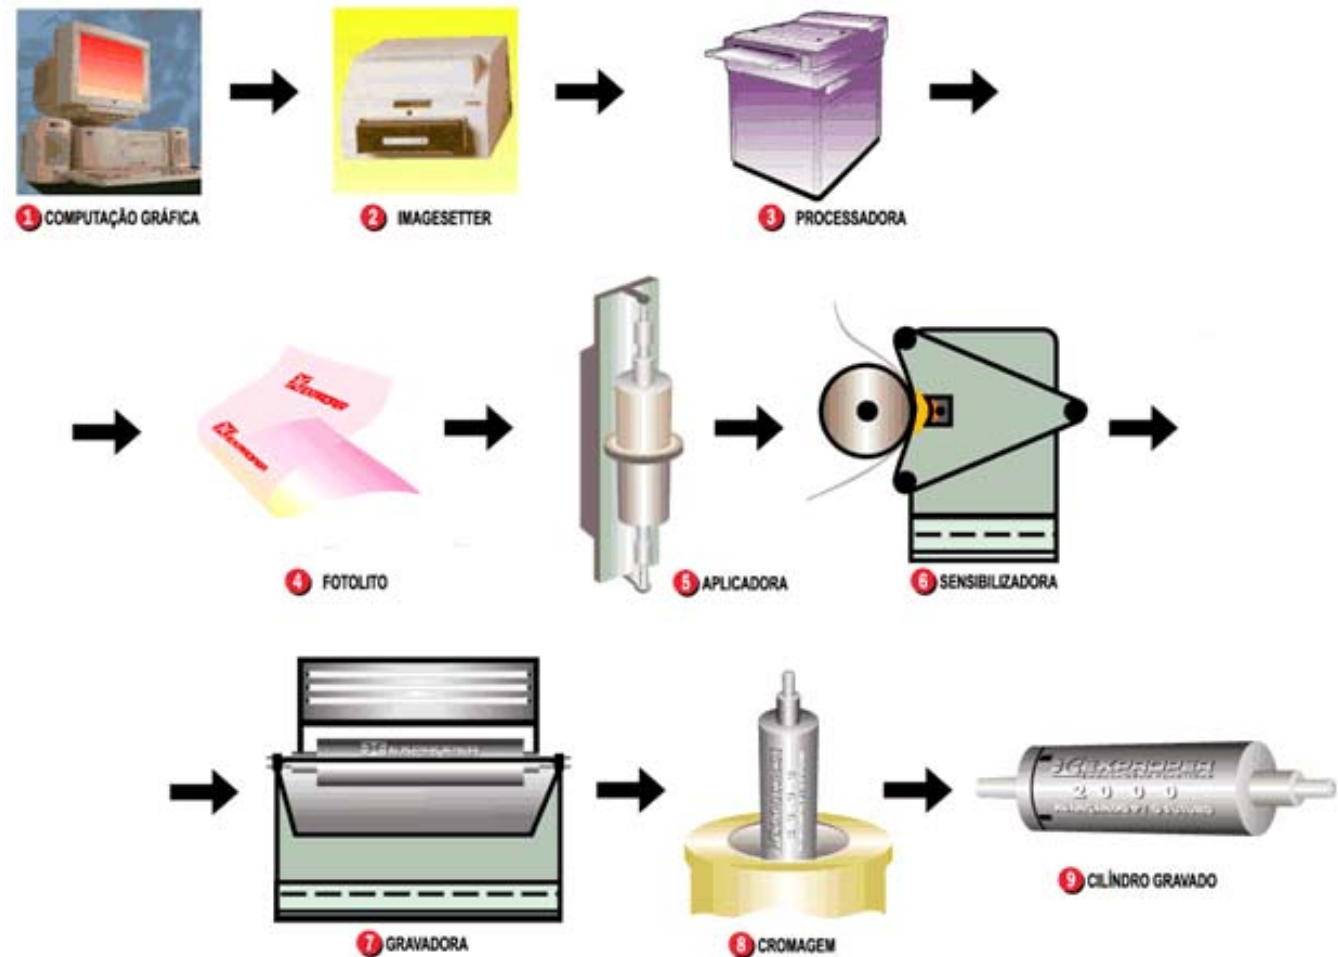 1 COMPUTAÇÃO GRÁFICA
2 IMAGESETTER
3 PROCESSADORA
4 FOTOLITO
5 APLICADORA
6 SENSIBILIZADORA
2000
7 GRAVADORA
8 CROMAGEM
9 CILÍNDRO GRAVADO